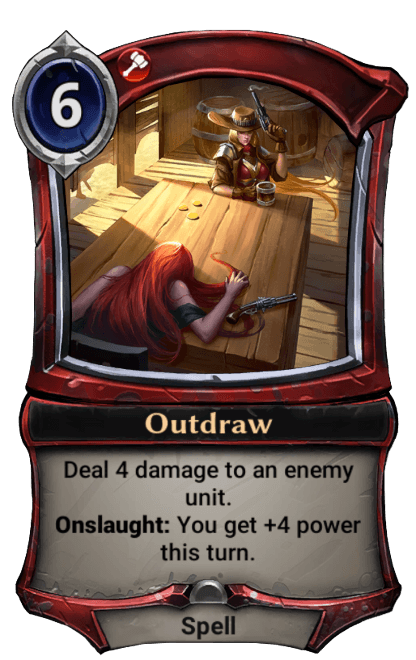 6
Outdraw
Deal 4 damage to an enemy
unit.
Onslaught: You get +4 power
this turn.
Spell